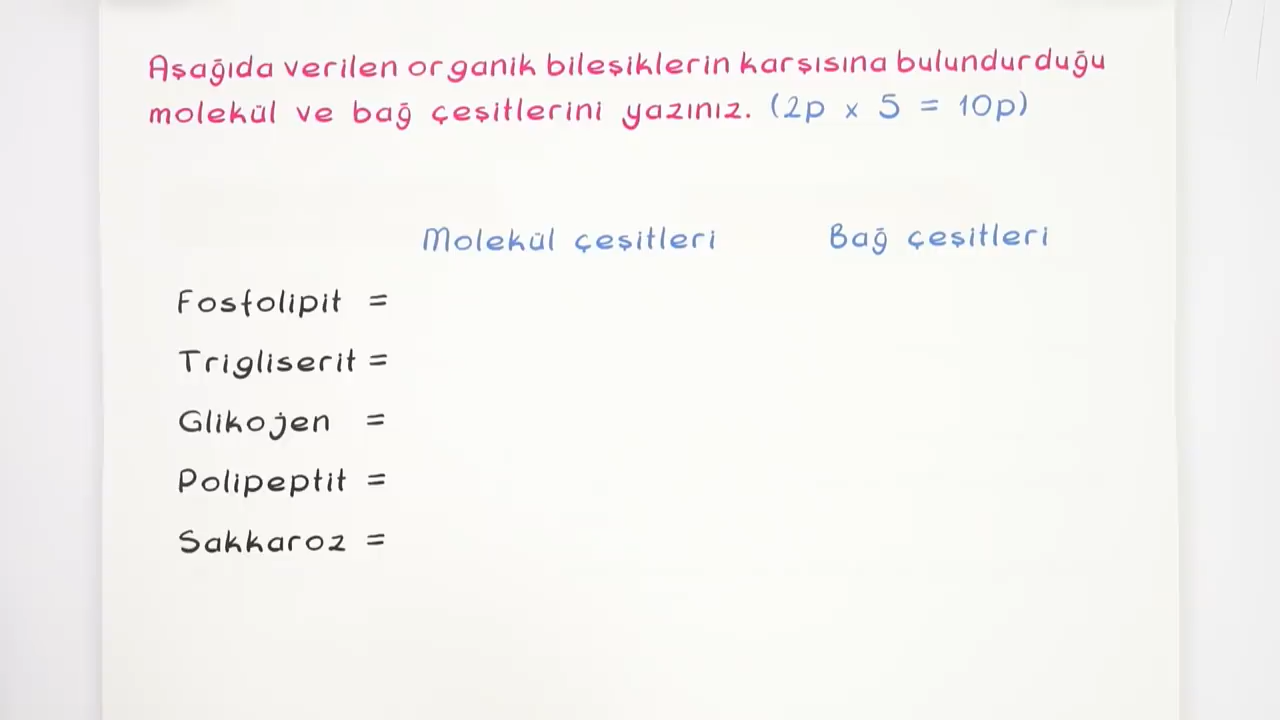 Aşağıda verilen organik bileşiklerin karşısına bulundurduğu
molekül ve bağ çeşitlerini yazınız. (2p x 5 = 10p)
Molekül çeşitleri Bağ çeşitleri
Fosfolipit =
Trigliserit =
Glikojen =
Polipeptit =
Sakkaroz =